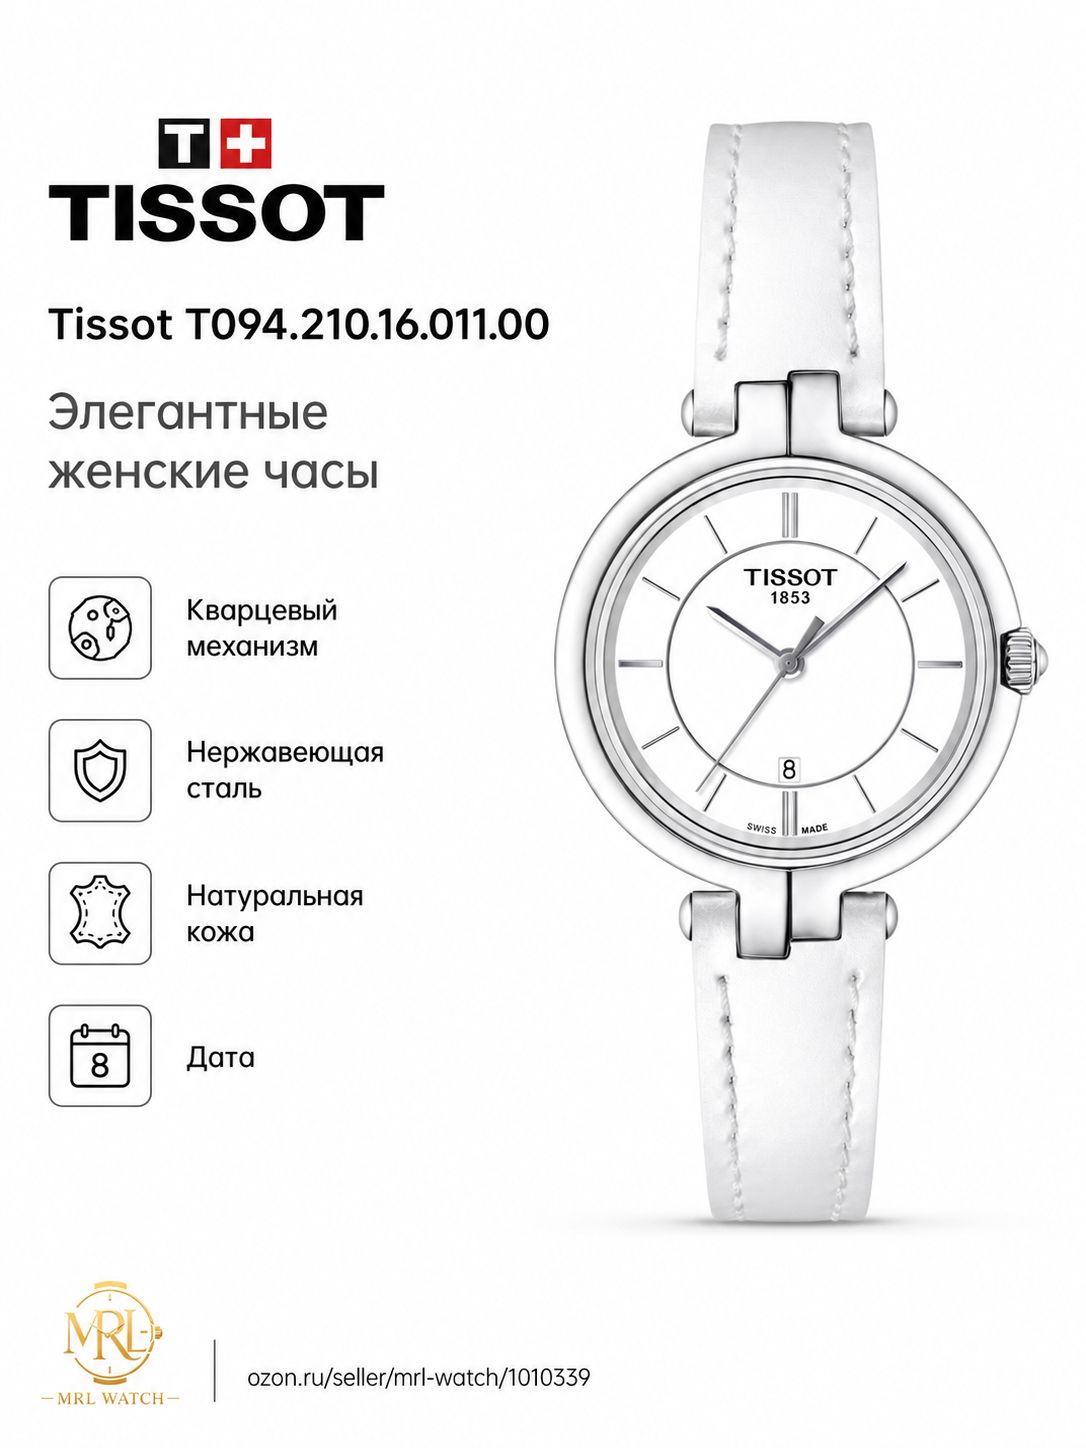 T+
TISSOT
Tissot T094.210.16.011.00
Элегантные
женские часы
Кварцевый
механизм
Нержавеющая
сталь
Натуральная
кожа
8
Дата
TISSOT
1853
8
SWISS MADE
MRL
MRL WATCH
ozon.ru/seller/mrl-watch/1010339